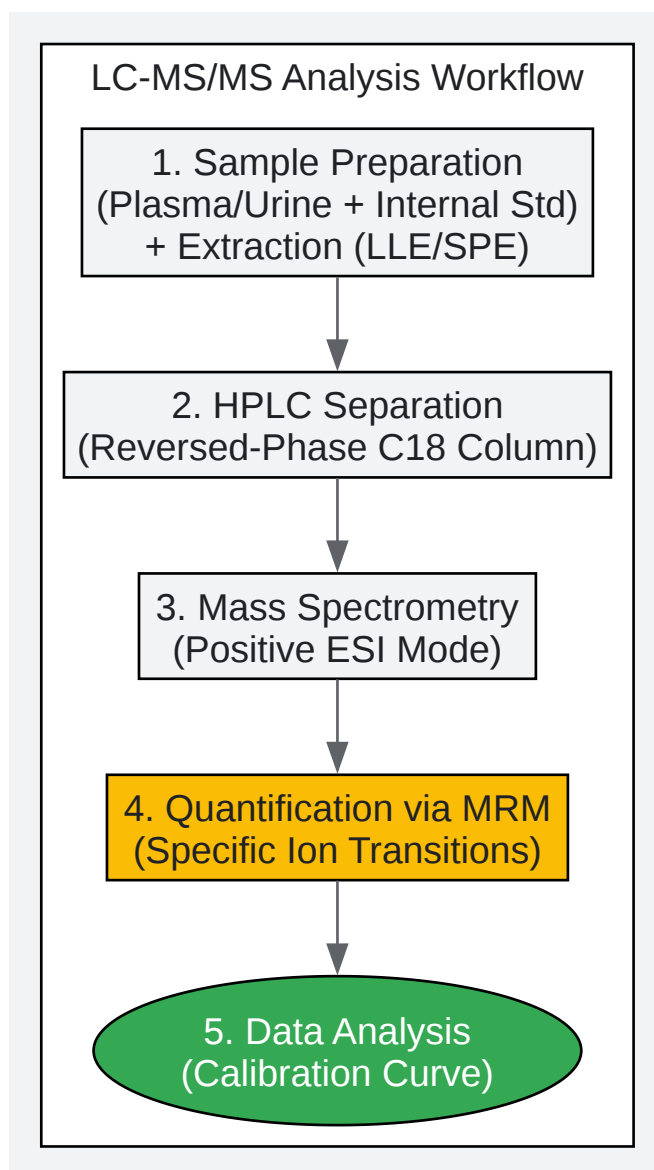 LC-MS/MS Analysis Workflow
1. Sample Preparation
(Plasma/Urine + Internal Std)
+ Extraction (LLE/SPE)
2. HPLC Separation
(Reversed-Phase C18 Column)
3. Mass Spectrometry
(Positive ESI Mode)
4. Quantification via MRM
(Specific Ion Transitions)
5. Data Analysis
(Calibration Curve)